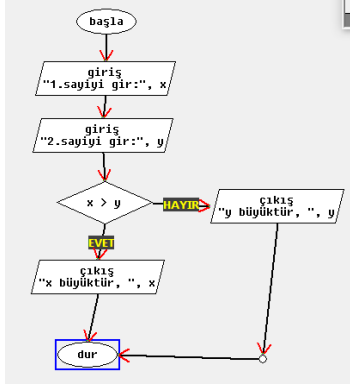 başla
giriş
"1.sayiyi gir:", x
giriş
"2.sayiyi gir:", y
x > y
HAYIR
çıkış
"y büyüktür, ", y
EVET
çıkış
"x büyüktür, ", x
dur